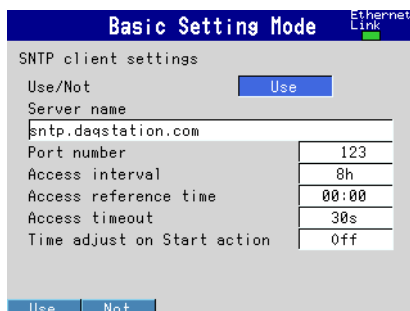 Basic Setting Mode
Ethernet
Link
SNTP client settings
Use/Not Use
Server name
sntp.daqstation.com
Port number 123
Access interval 8h
Access reference time 00:00
Access timeout 30s
Time adjust on Start action Off
Use Not